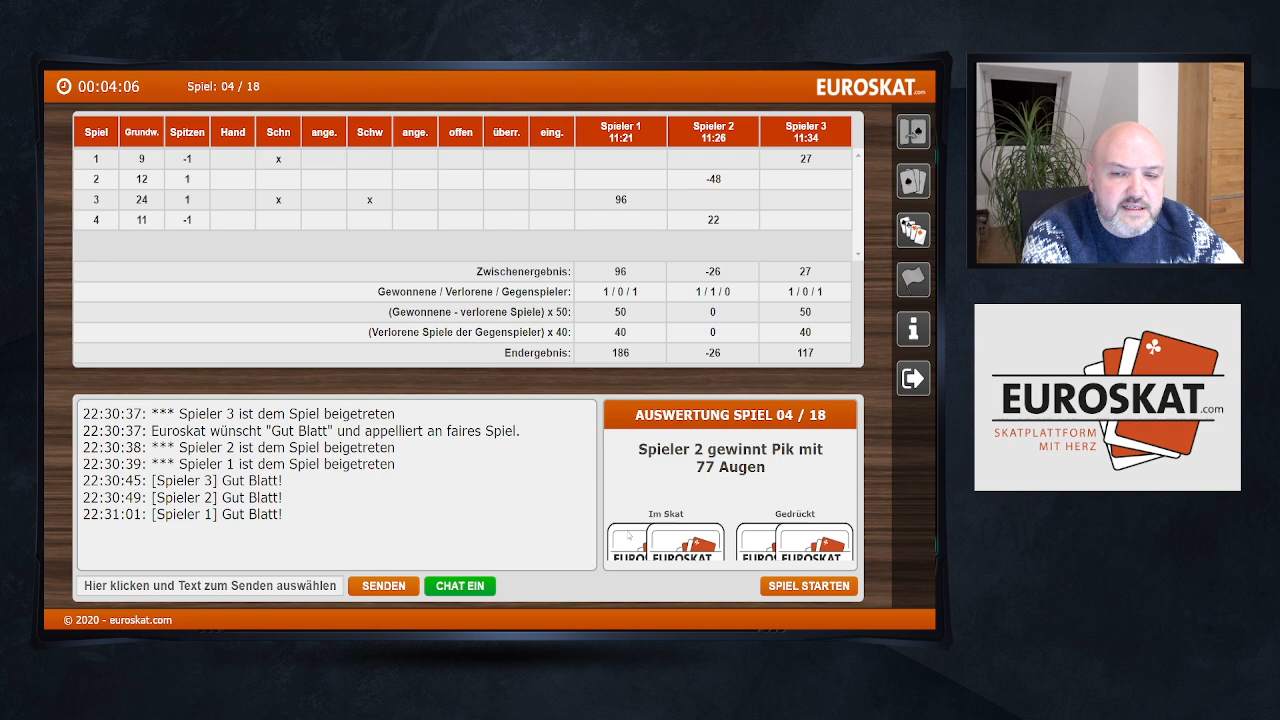 00:04:06 Spiel: 04 / 18 EUROSKAT.com
Spiel Grundw. Spitzen Hand Schn ange. Schw ange. offen überr. eing. Spieler 1 11:21 Spieler 2 11:26 Spieler 3 11:34
1 9 -1 x 27
2 12 1 -48
3 24 1 x x 96
4 11 -1 22
Zwischenergebnis: 96 -26 27
Gewonnene / Verlorene / Gegenspieler: 1 / 0 / 1 1 / 1 / 0 1 / 0 / 1
(Gewonnene - verlorene Spiele) x 50: 50 0 50
(Verlorene Spiele der Gegenspieler) x 40: 40 0 40
Endergebnis: 186 -26 117
22:30:37: *** Spieler 3 ist dem Spiel beigetreten
22:30:37: Euroskat wünscht "Gut Blatt" und appelliert an faires Spiel.
22:30:38: *** Spieler 2 ist dem Spiel beigetreten
22:30:39: *** Spieler 1 ist dem Spiel beigetreten
22:30:45: [Spieler 3] Gut Blatt!
22:30:49: [Spieler 2] Gut Blatt!
22:31:01: [Spieler 1] Gut Blatt!
Hier klicken und Text zum Senden auswählen SENDEN CHAT EIN
AUSWERTUNG SPIEL 04 / 18
Spieler 2 gewinnt Pik mit
77 Augen
Im Skat Gedrückt
EURO EUROSKAT EURO EUROSKAT
SPIEL STARTEN
© 2020 - euroskat.com
EUROSKAT.com
SKATPLATTFORM
MIT HERZ